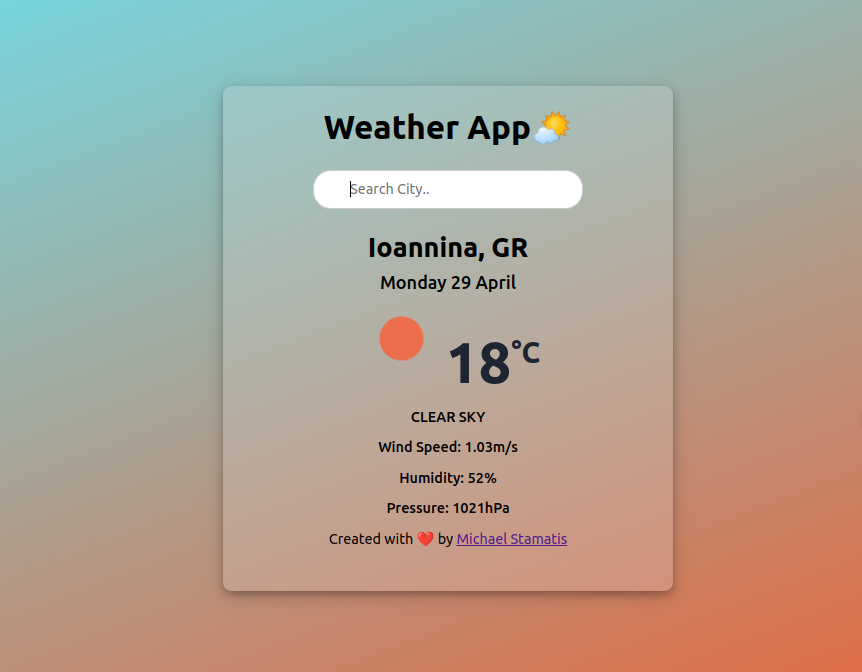 Weather App
Search City..
Ioannina, GR
Monday 29 April
18°C
CLEAR SKY
Wind Speed: 1.03m/s
Humidity: 52%
Pressure: 1021hPa
Created with ❤️ by Michael Stamatis